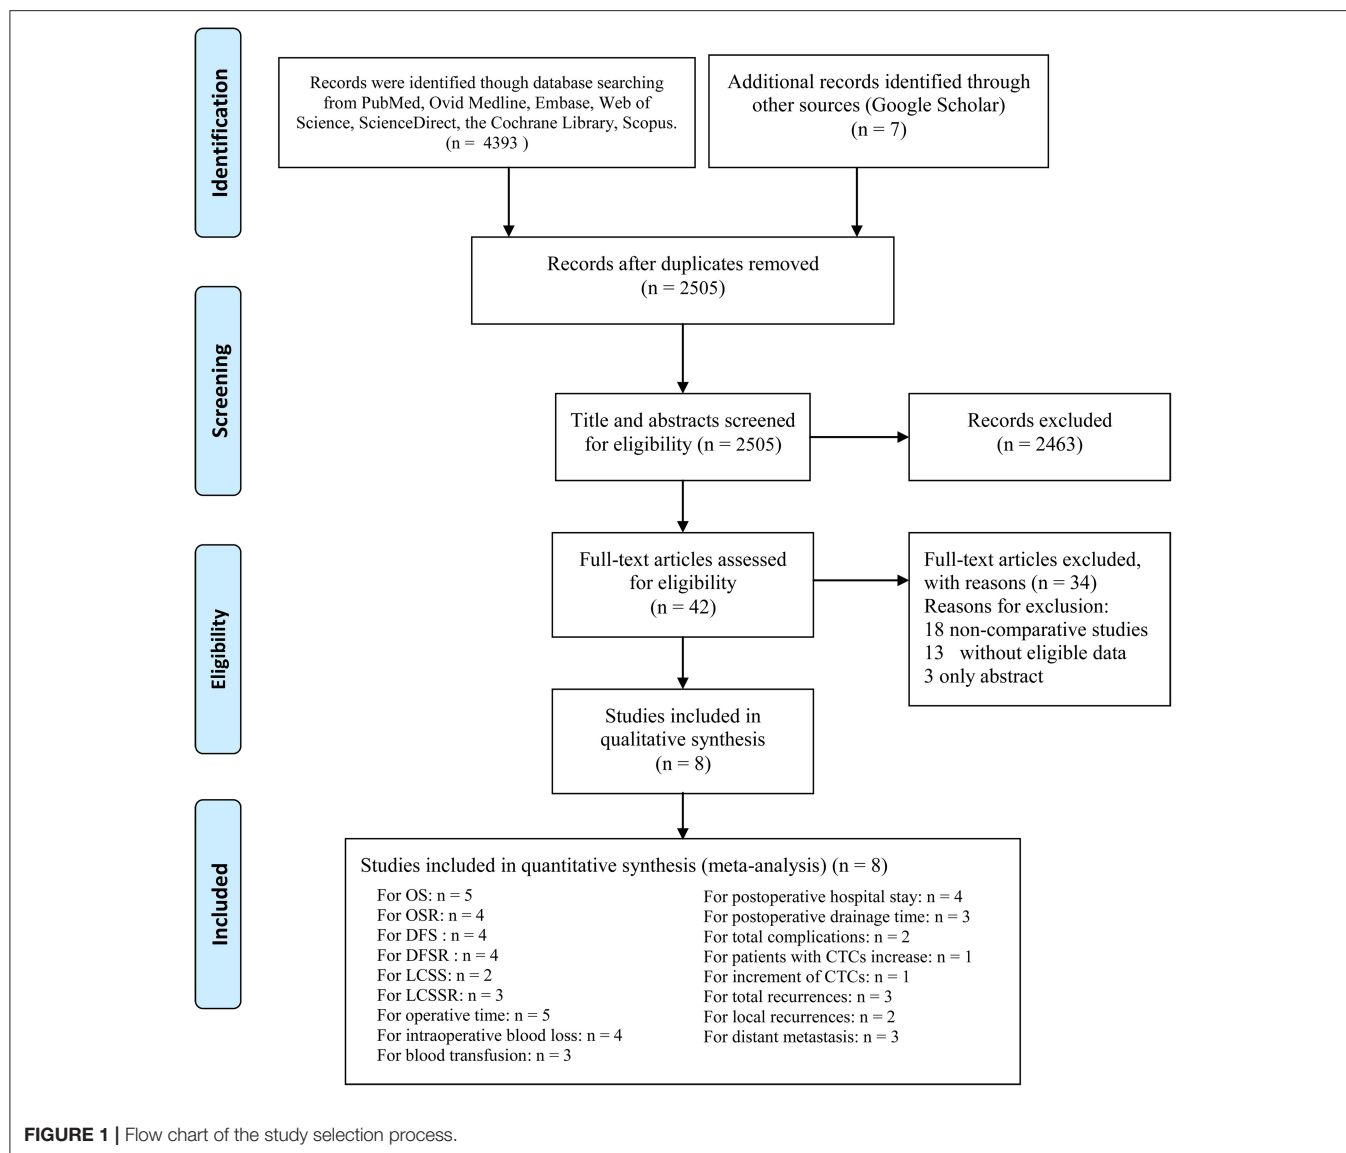 Identification
Records were identified though database searching
from PubMed, Ovid Medline, Embase, Web of
Science, ScienceDirect, the Cochrane Library, Scopus.
(n = 4393 )
Additional records identified through
other sources (Google Scholar)
(n = 7)
Records after duplicates removed
(n = 2505)
Screening
Title and abstracts screened
for eligibility (n = 2505)
Records excluded
(n = 2463)
Eligibility
Full-text articles assessed
for eligibility
(n = 42)
Full-text articles excluded,
with reasons (n = 34)
Reasons for exclusion:
18 non-comparative studies
13 without eligible data
3 only abstract
Studies included in
qualitative synthesis
(n = 8)
Included
Studies included in quantitative synthesis (meta-analysis) (n = 8)
For OS: n = 5
For OSR: n = 4
For DFS : n = 4
For DFSR : n = 4
For LCSS: n = 2
For LCSSR: n = 3
For operative time: n = 5
For intraoperative blood loss: n = 4
For blood transfusion: n = 3
For postoperative hospital stay: n = 4
For postoperative drainage time: n = 3
For total complications: n = 2
For patients with CTCs increase: n = 1
For increment of CTCs: n = 1
For total recurrences: n = 3
For local recurrences: n = 2
For distant metastasis: n = 3
FIGURE 1 | Flow chart of the study selection process.